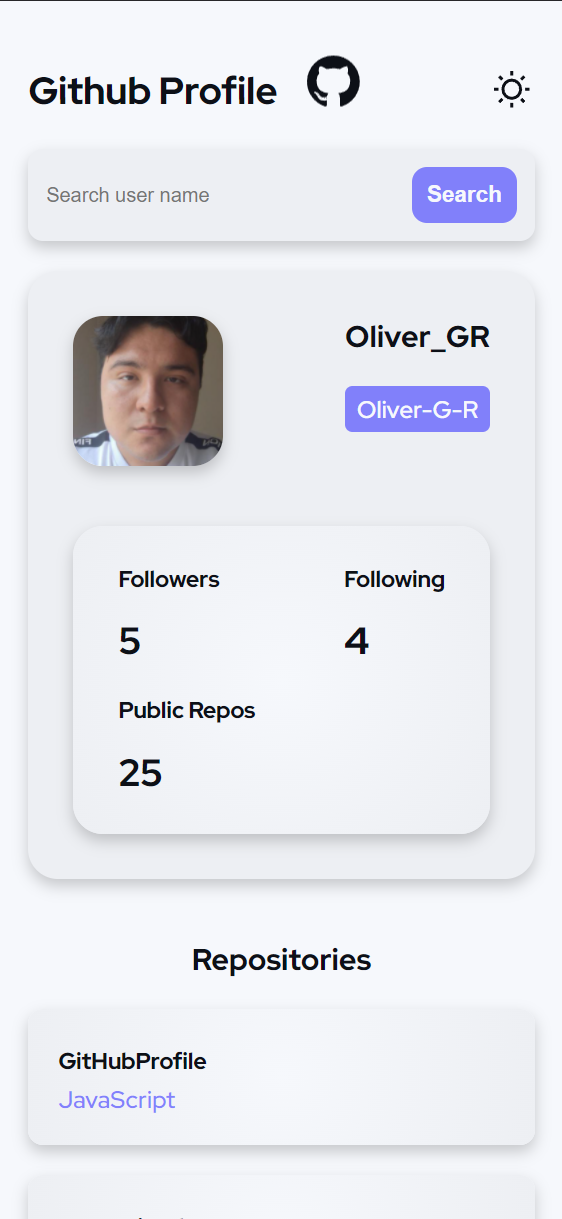 Github Profile
Search user name
Search
Oliver_GR
Oliver-G-R
Followers
Following
5
4
Public Repos
25
Repositories
GitHubProfile
JavaScript